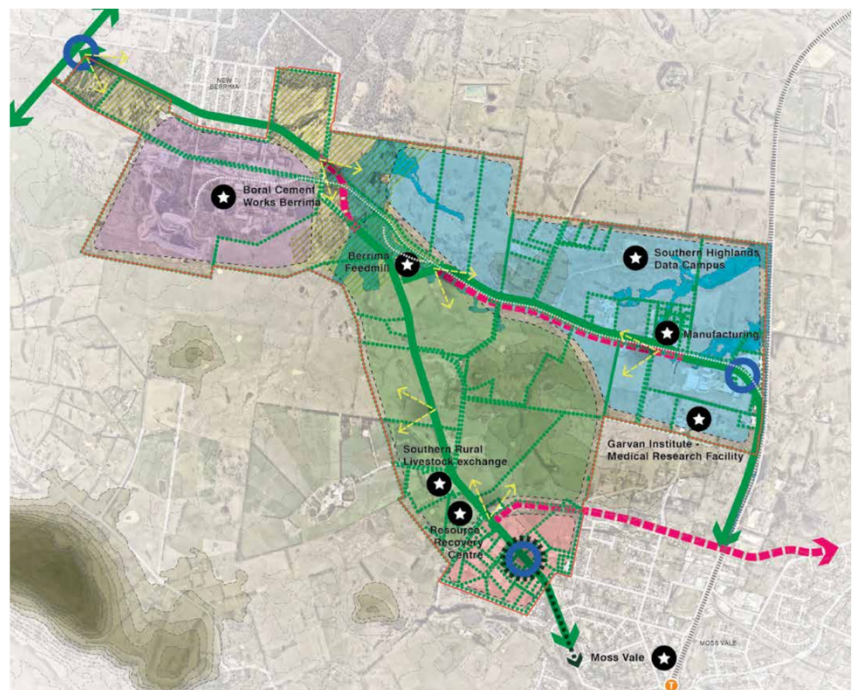 NEW
BERRIMA
Boral Cement
Works Berrima
Berrima
Feedmill
Southern Highlands
Data Campus
Manufacturing
Garvan Institute -
Medical Research Facility
Southern Rural
Livestock exchange
Resource
Recovery
Centre
Moss Vale
MOSS VALE
T